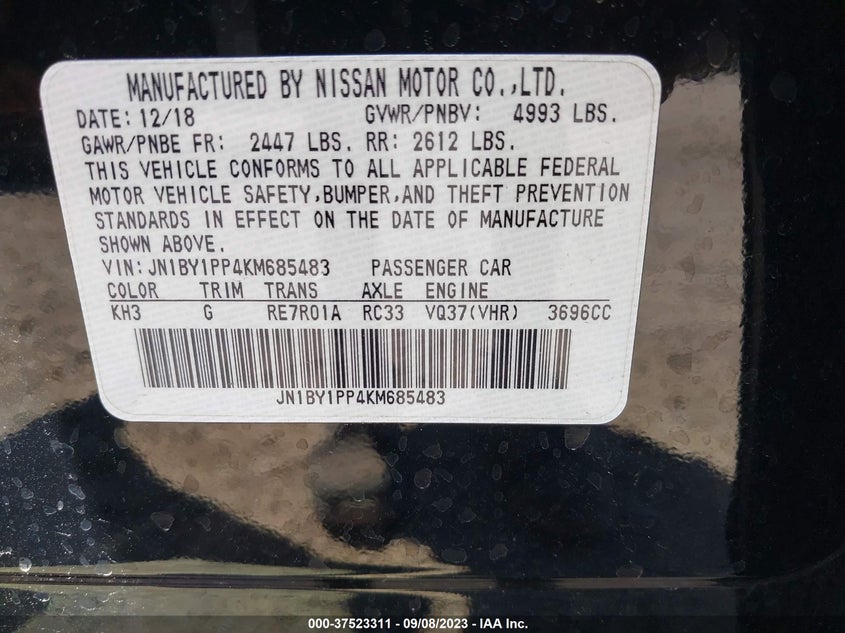 MANUFACTURED BY NISSAN MOTOR CO.,LTD.
DATE: 12/18 GVWR/PNBV: 4993 LBS.
GAWR/PNBE FR: 2447 LBS. RR: 2612 LBS.
THIS VEHICLE CONFORMS TO ALL APPLICABLE FEDERAL
MOTOR VEHICLE SAFETY,BUMPER,AND THEFT PREVENTION
STANDARDS IN EFFECT ON THE DATE OF MANUFACTURE
SHOWN ABOVE.
VIN: JN1BY1PP4KM685483 PASSENGER CAR
COLOR TRIM TRANS AXLE ENGINE
KH3 G RE7R01A RC33 VQ37(VHR) 3696CC
JN1BY1PP4KM685483
000-37523311 - 09/08/2023 - IAA Inc.